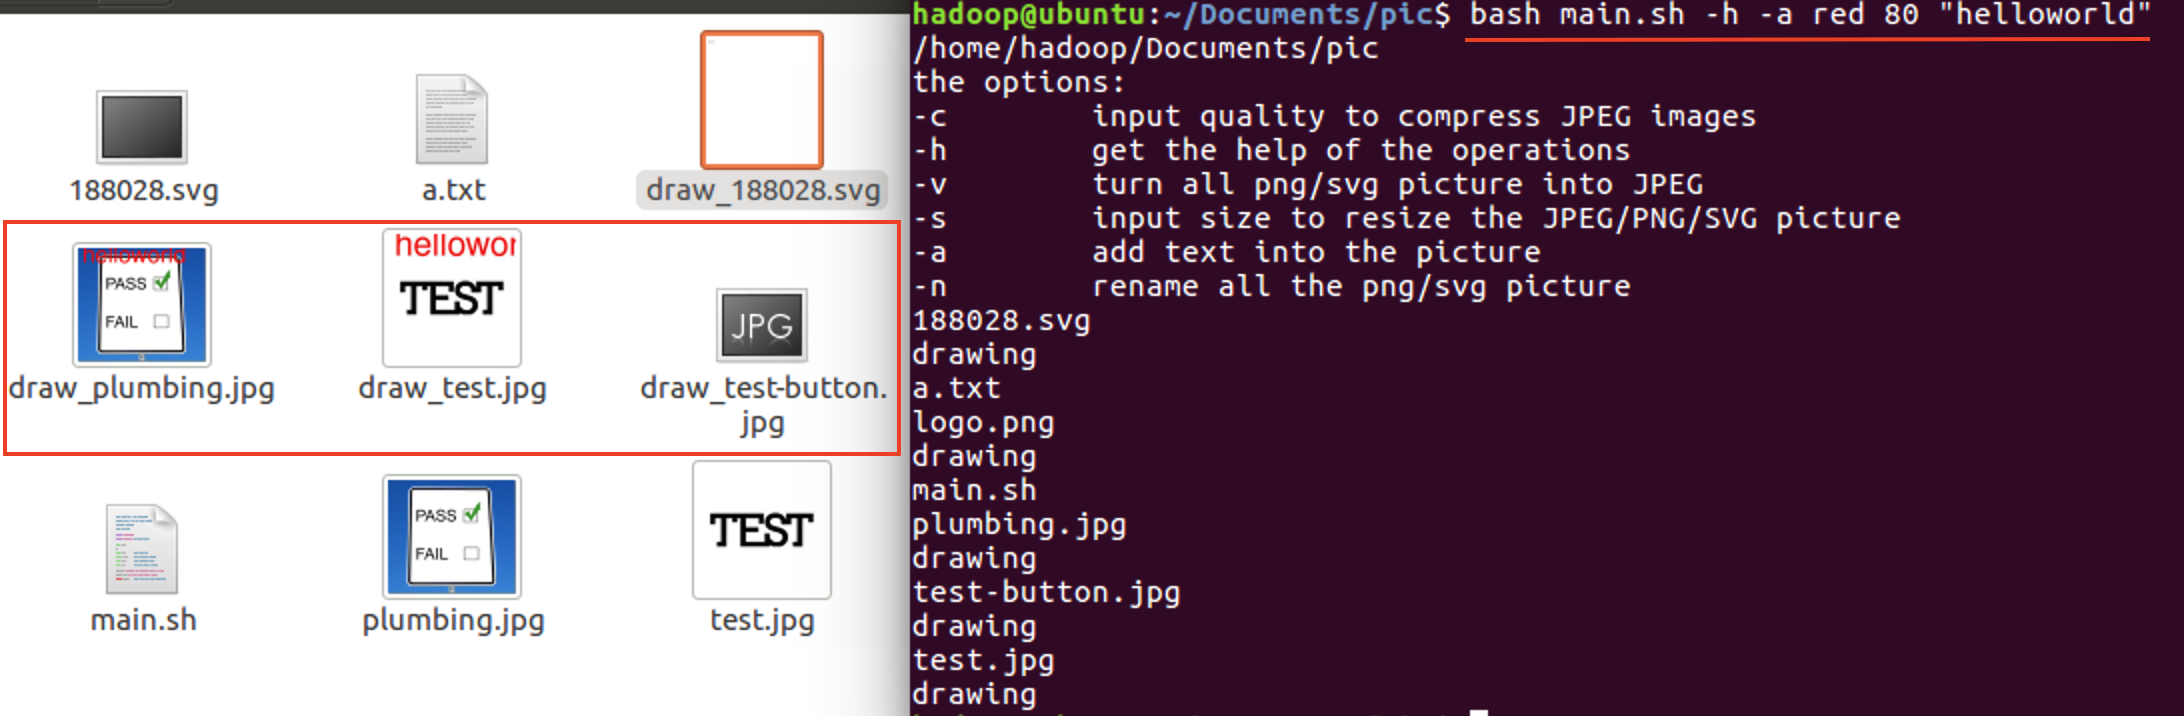 188028.svg
a.txt
draw_188028.svg
helloworld
PASS
FAIL
draw_plumbing.jpg
hellowor
TEST
draw_test.jpg
JPG
draw_test-button.
jpg
main.sh
PASS
FAIL
plumbing.jpg
TEST
test.jpg
hadoop@ubuntu:~/Documents/pic$ bash main.sh -h -a red 80 "helloworld"
/home/hadoop/Documents/pic
the options:
-c input quality to compress JPEG images
-h get the help of the operations
-v turn all png/svg picture into JPEG
-s input size to resize the JPEG/PNG/SVG picture
-a add text into the picture
-n rename all the png/svg picture
188028.svg
drawing
a.txt
logo.png
drawing
main.sh
plumbing.jpg
drawing
test-button.jpg
drawing
test.jpg
drawing